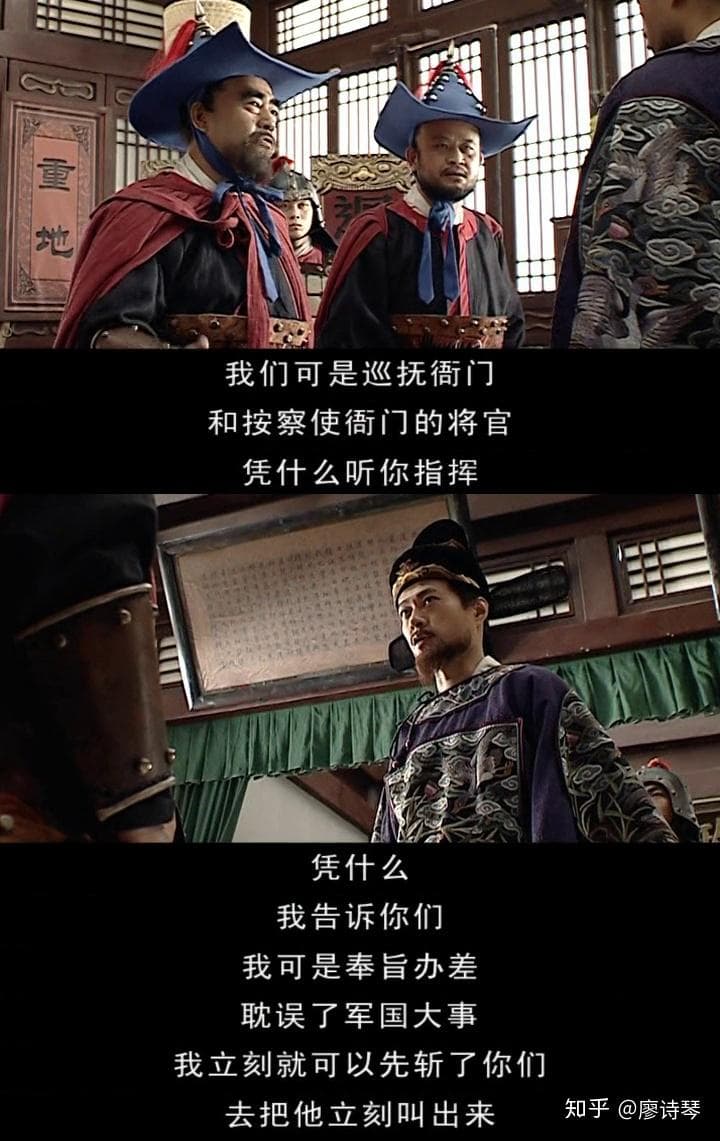 重地
我们可是巡抚衙门
和按察使衙门的将官
凭什么听你指挥
凭什么
我告诉你们
我可是奉旨办差
耽误了军国大事
我立刻就可以先斩了你们
去把他立刻叫出来
知乎 @廖诗琴